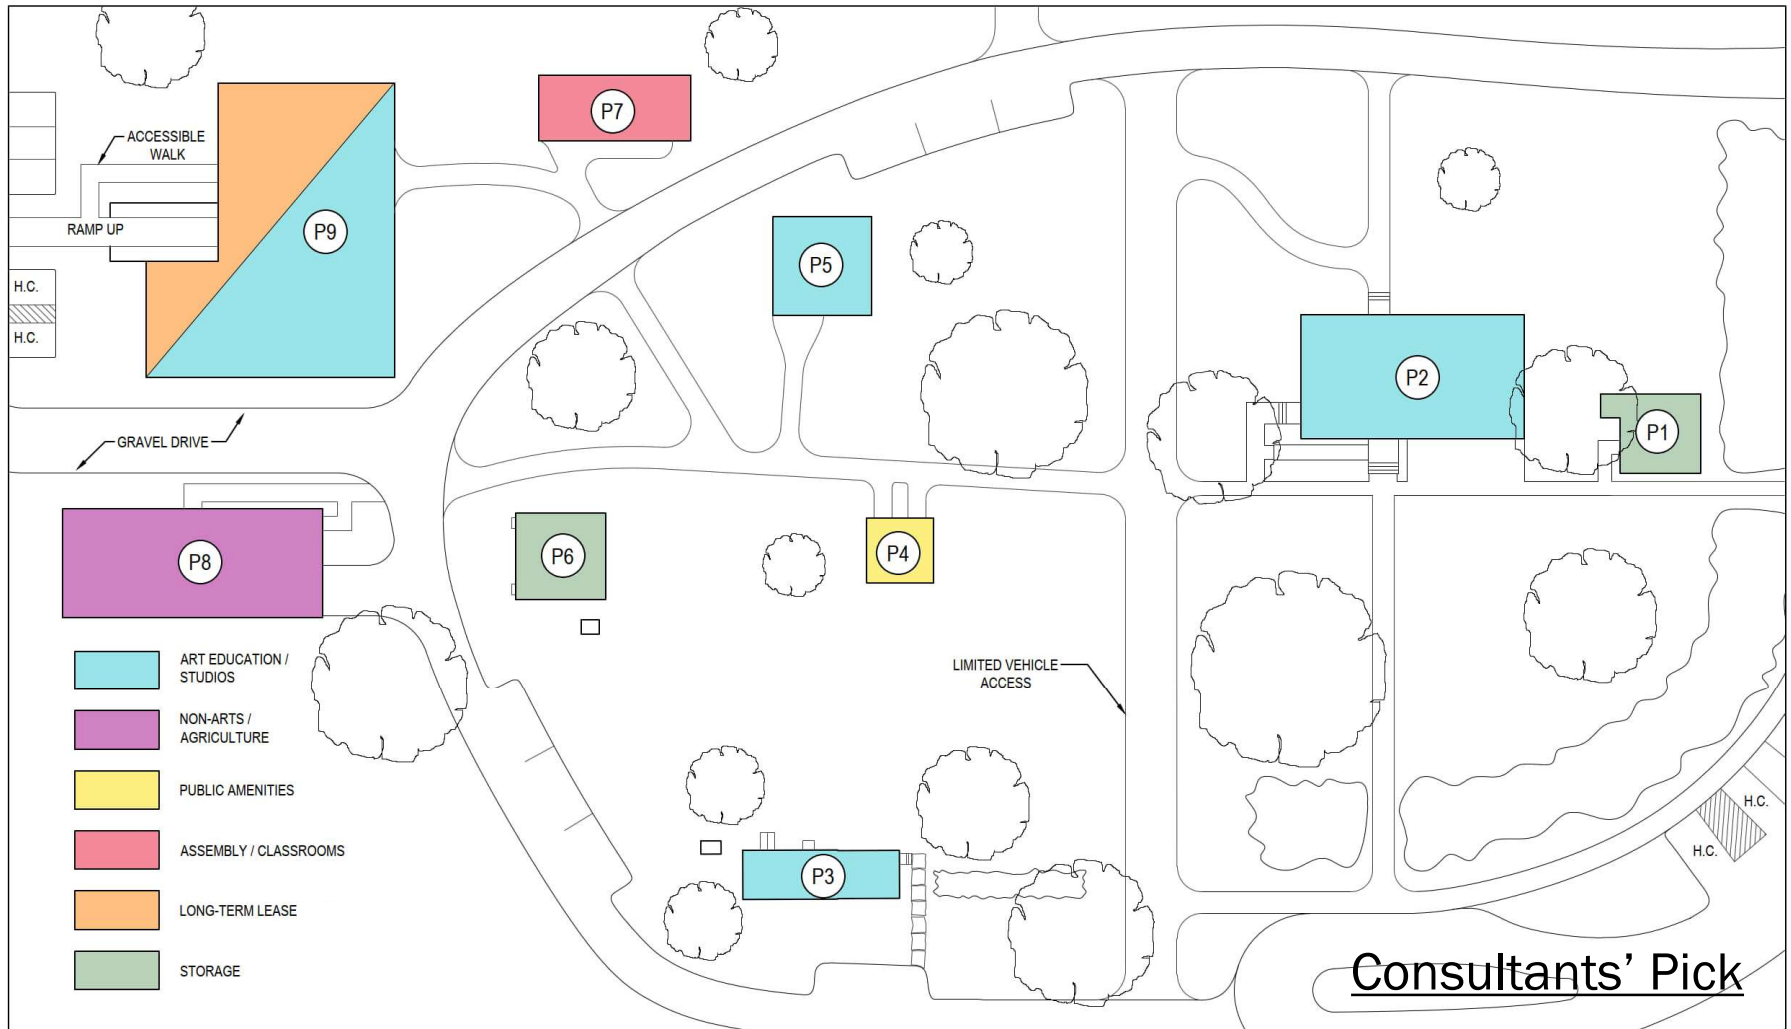 P7
ACCESSIBLE
WALK
RAMP UP
P9
P5
H.C.
H.C.
P2
P1
GRAVEL DRIVE
P8
P6
P4
ART EDUCATION /
STUDIOS
NON-ARTS /
AGRICULTURE
PUBLIC AMENITIES
ASSEMBLY / CLASSROOMS
LONG-TERM LEASE
STORAGE
LIMITED VEHICLE
ACCESS
P3
H.C.
H.C.
Consultants’ Pick